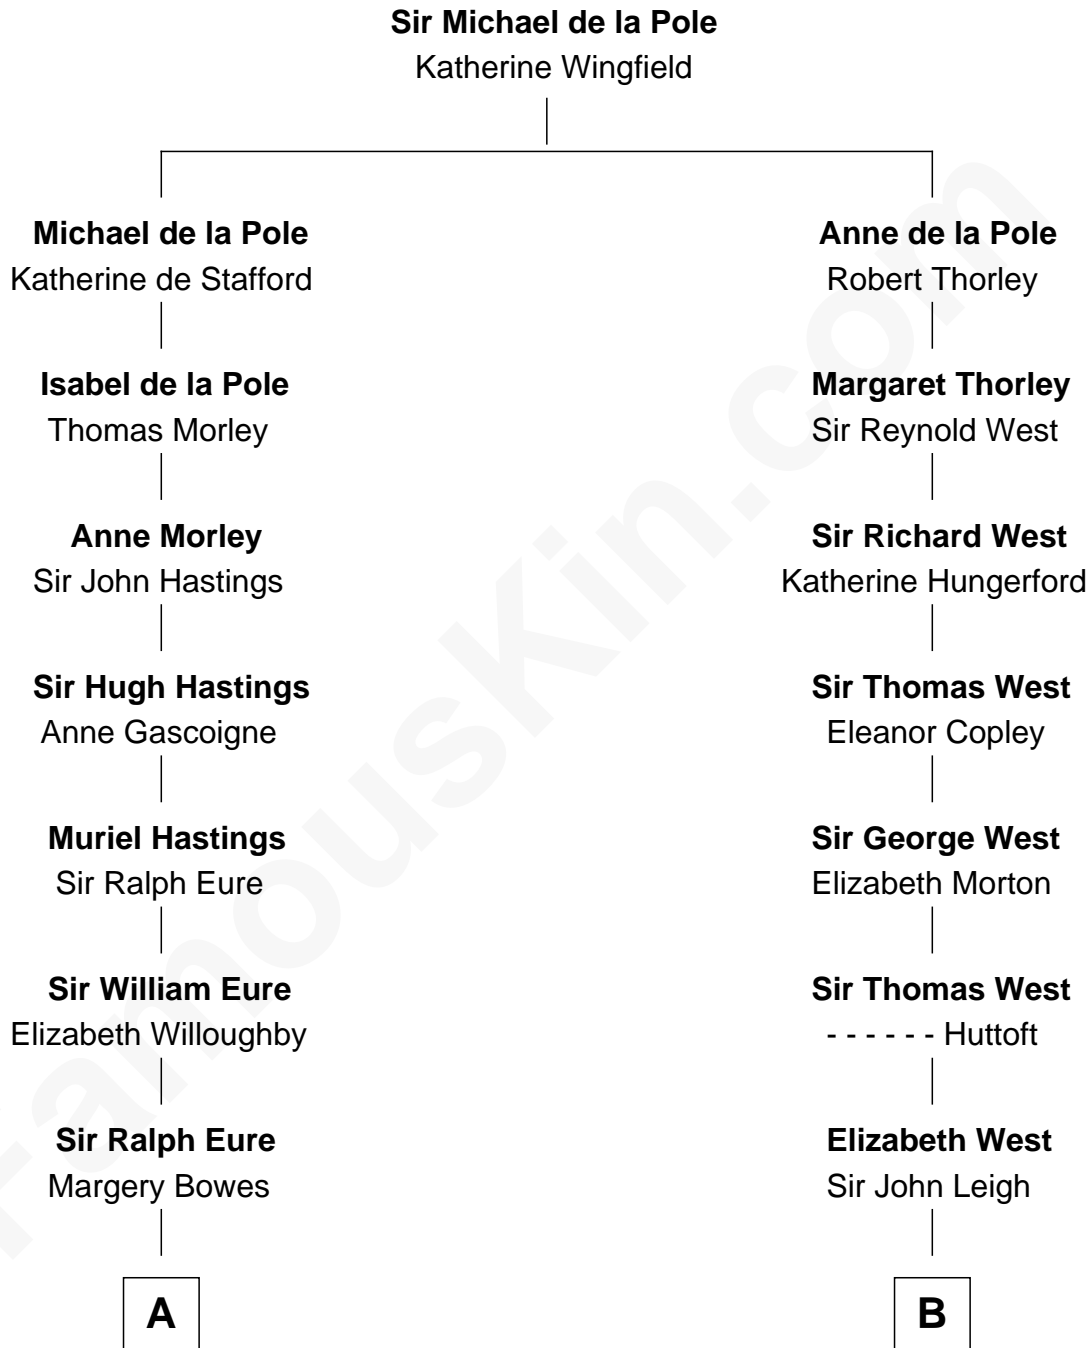 Sir Michael de la Pole
Katherine Wingfield
Michael de la Pole
Katherine de Stafford
Anne de la Pole
Robert Thorley
Isabel de la Pole
Thomas Morley
Margaret Thorley
Sir Reynold West
Anne Morley
Sir John Hastings
Sir Richard West
Katherine Hungerford
Sir Hugh Hastings
Anne Gascoigne
Sir Thomas West
Eleanor Copley
Muriel Hastings
Sir Ralph Eure
Sir George West
Elizabeth Morton
Sir William Eure
Elizabeth Willoughby
Sir Thomas West
- - - - - - Huttoft
Sir Ralph Eure
Margery Bowes
Elizabeth West
Sir John Leigh
A
B
FamousKin.com